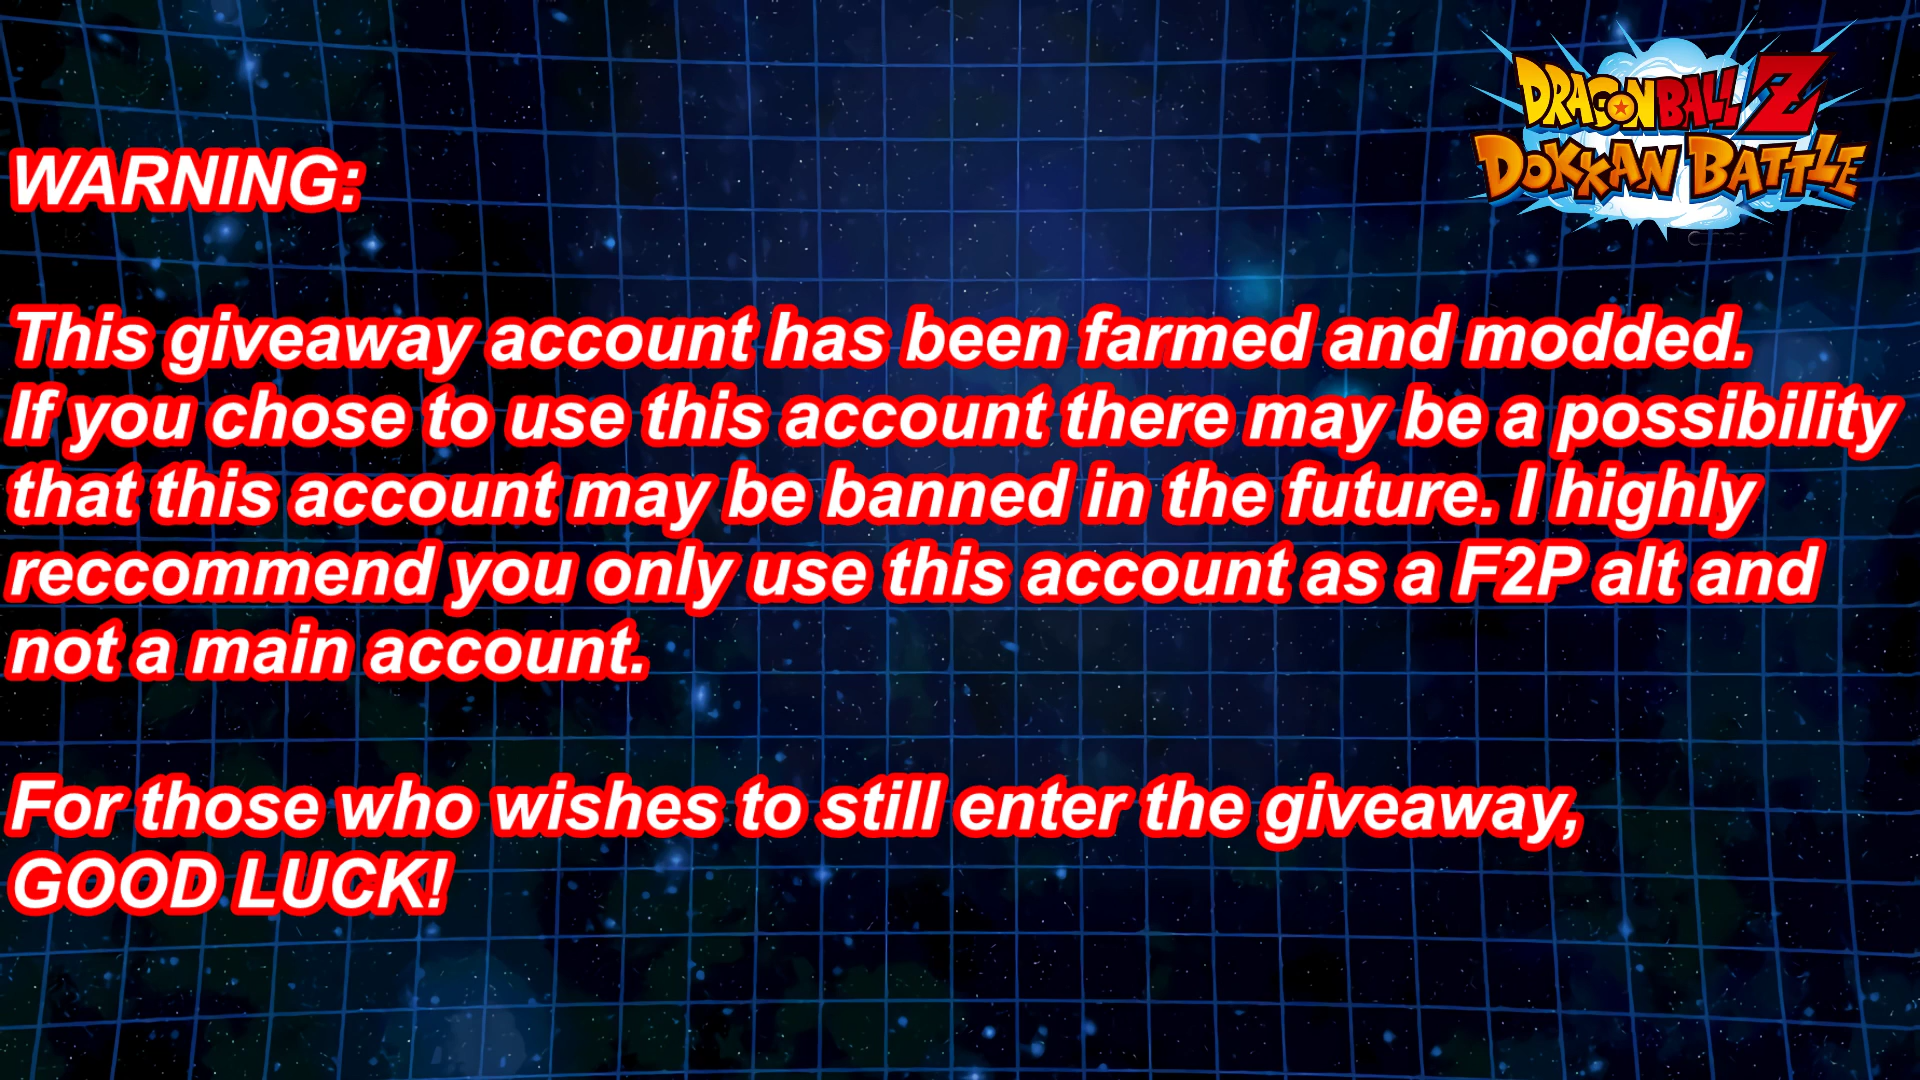 DRAGON BALL Z
DOKKAN BATTLE
WARNING:
This giveaway account has been farmed and modded.
If you chose to use this account there may be a possibility
that this account may be banned in the future. I highly
reccommend you only use this account as a F2P alt and
not a main account.
For those who wishes to still enter the giveaway,
GOOD LUCK!